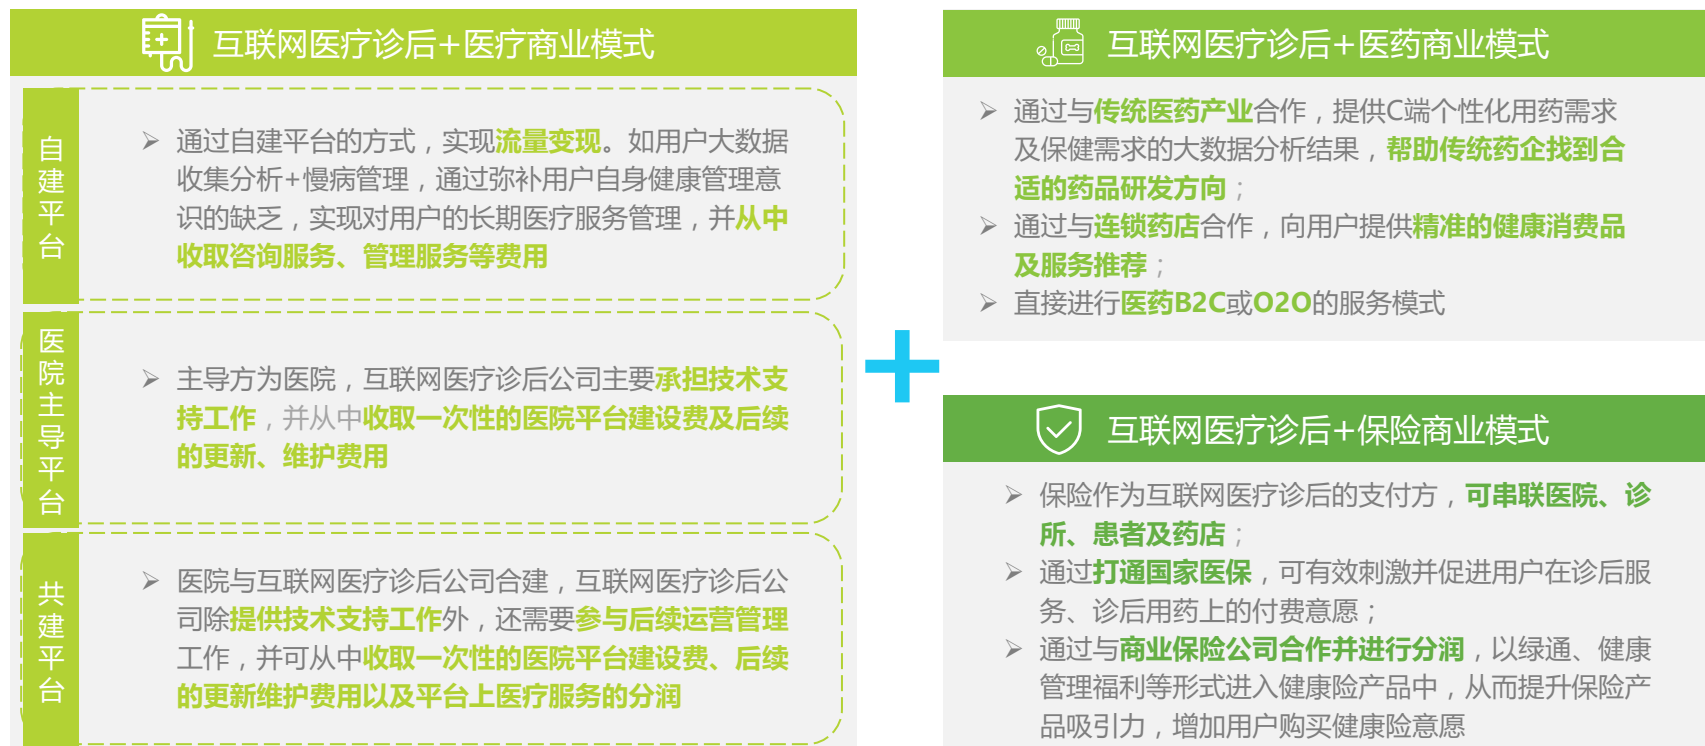 互联网医疗诊后+医疗商业模式
自建平台
➢ 通过自建平台的方式，实现流量变现。如用户大数据
收集分析+慢病管理，通过弥补用户自身健康管理意
识的缺乏，实现对用户的长期医疗服务管理，并从中
收取咨询服务、管理服务等费用
医院主导平台
➢ 主导方为医院，互联网医疗诊后公司主要承担技术支
持工作，并从中收取一次性的医院平台建设费及后续
的更新、维护费用
共建平台
➢ 医院与互联网医疗诊后公司合建，互联网医疗诊后公
司除提供技术支持工作外，还需要参与后续运营管理
工作，并可从中收取一次性的医院平台建设费、后续
的更新维护费用以及平台上医疗服务的分润
互联网医疗诊后+医药商业模式
➢ 通过与传统医药产业合作，提供C端个性化用药需求
及保健需求的大数据分析结果，帮助传统药企找到合
适的药品研发方向；
➢ 通过与连锁药店合作，向用户提供精准的健康消费品
及服务推荐；
➢ 直接进行医药B2C或O2O的服务模式
互联网医疗诊后+保险商业模式
➢ 保险作为互联网医疗诊后的支付方，可串联医院、诊
所、患者及药店；
➢ 通过打通国家医保，可有效刺激并促进用户在诊后服
务、诊后用药上的付费意愿；
➢ 通过与商业保险公司合作并进行分润，以绿通、健康
管理福利等形式进入健康险产品中，从而提升保险产
品吸引力，增加用户购买健康险意愿